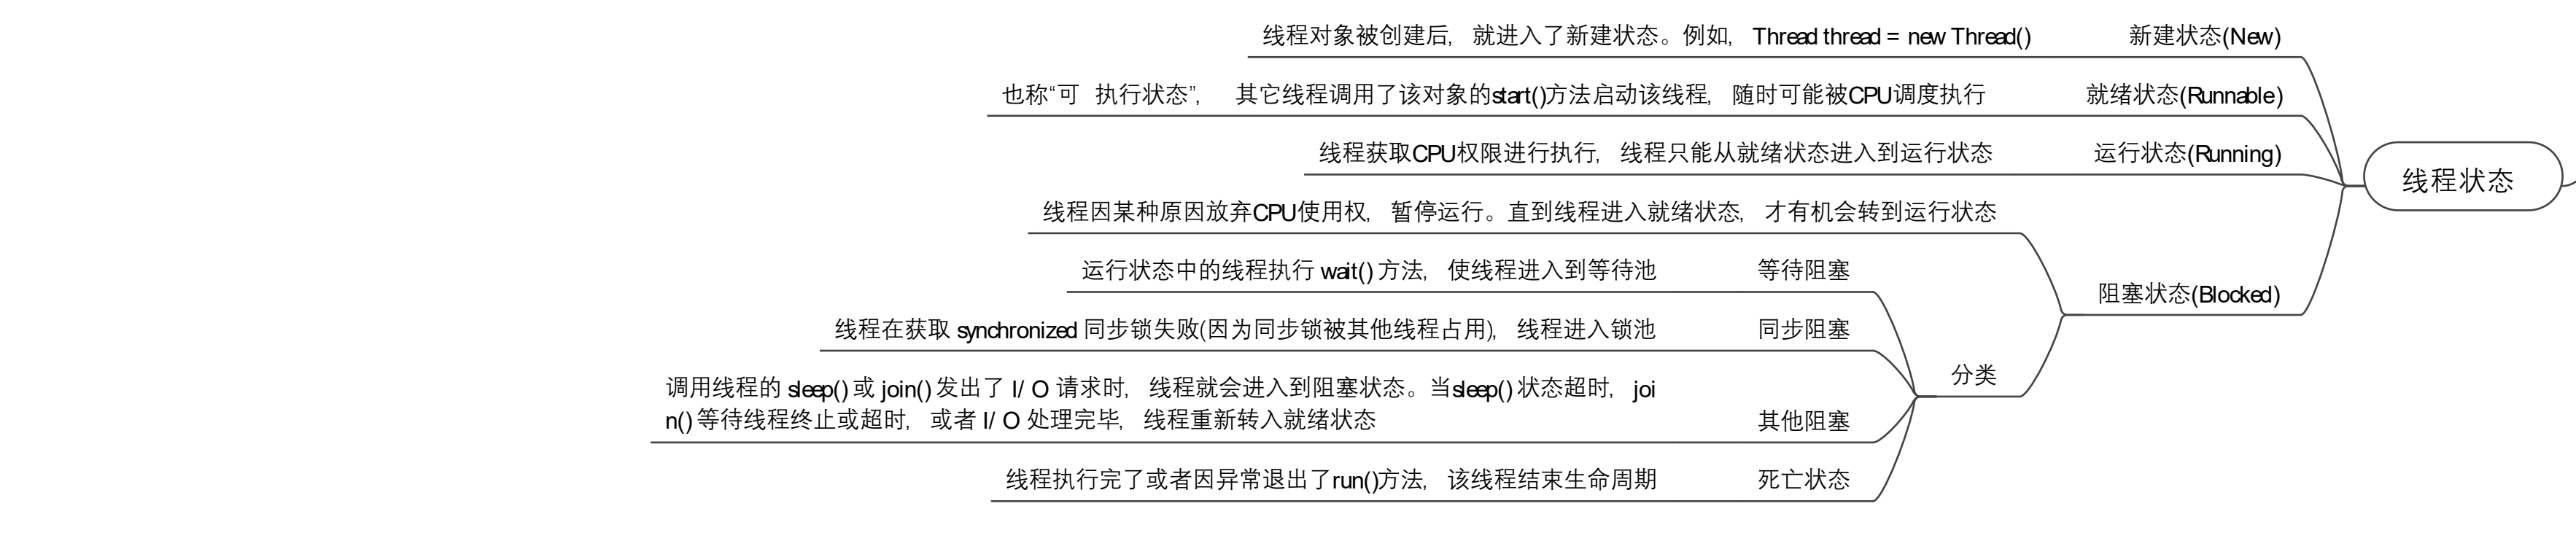 线程对象被创建后, 就进入了新建状态。例如, Thread thread = new Thread() 新建状态(New)
也称“可 执行状态”, 其它线程调用了该对象的start()方法启动该线程, 随时可能被CPU调度执行 就绪状态(Runnable)
线程获取CPU权限进行执行, 线程只能从就绪状态进入到运行状态 运行状态(Running)
线程状态
线程因某种原因放弃CPU使用权, 暂停运行。直到线程进入就绪状态, 才有机会转到运行状态
运行状态中的线程执行 wait() 方法, 使线程进入到等待池 等待阻塞
阻塞状态(Blocked)
线程在获取 synchronized 同步锁失败(因为同步锁被其他线程占用), 线程进入锁池 同步阻塞
分类
调用线程的 sleep() 或 join() 发出了 I/O 请求时, 线程就会进入到阻塞状态。当sleep() 状态超时, joi
n() 等待线程终止或超时, 或者 I/O 处理完毕, 线程重新转入就绪状态 其他阻塞
线程执行完了或者因异常退出了run()方法, 该线程结束生命周期 死亡状态